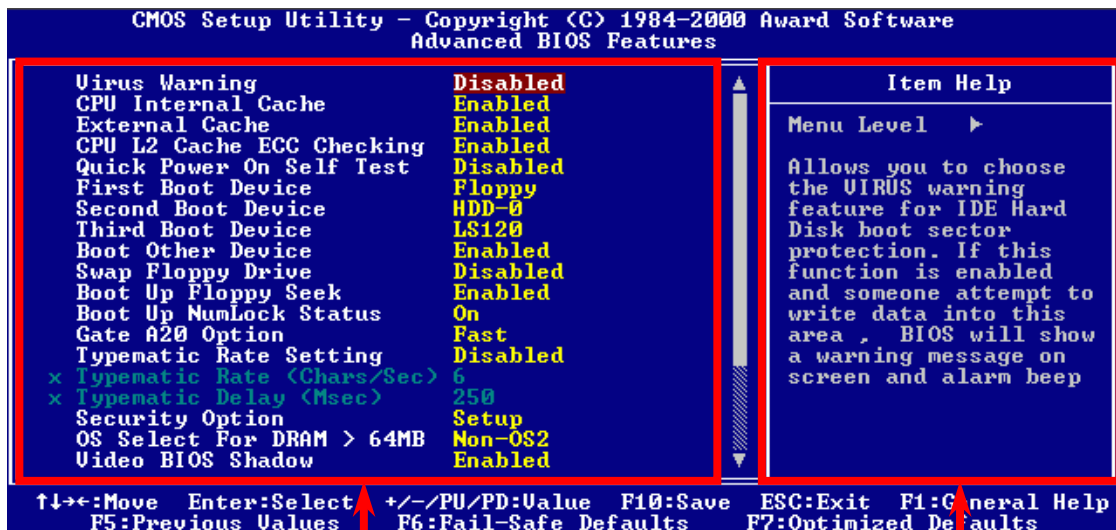 CMOS Setup Utility – Copyright (C) 1984-2000 Award Software
Advanced BIOS Features
Virus Warning Disabled
CPU Internal Cache Enabled
External Cache Enabled
CPU L2 Cache ECC Checking Enabled
Quick Power On Self Test Disabled
First Boot Device Floppy
Second Boot Device HDD-0
Third Boot Device LS120
Boot Other Device Enabled
Swap Floppy Drive Disabled
Boot Up Floppy Seek Enabled
Boot Up NumLock Status On
Gate A20 Option Fast
Typematic Rate Setting Disabled
x Typematic Rate (Chars/Sec) 6
x Typematic Delay (Msec) 250
Security Option Setup
OS Select For DRAM > 64MB Non-OS2
Video BIOS Shadow Enabled
Item Help
Menu Level ▸
Allows you to choose
the VIRUS warning
feature for IDE Hard
Disk boot sector
protection. If this
function is enabled
and someone attempt to
write data into this
area , BIOS will show
a warning message on
screen and alarm beep
↑↓→←:Move Enter:Select +/-/PU/PD:Value F10:Save ESC:Exit F1:General Help
F5:Previous Values F6:Fail-Safe Defaults F7:Optimized Defaults